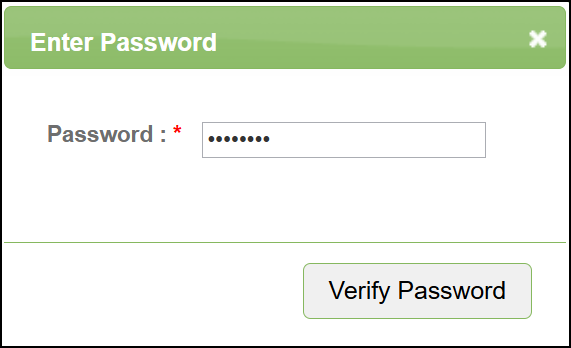 Enter Password
Password : * ••••••••
Verify Password